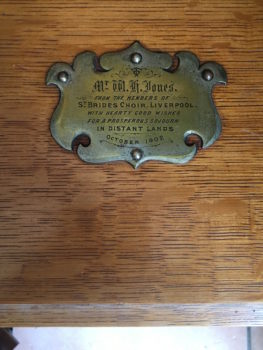 Mr. W. H. Jones.
FROM THE MEMBERS OF
ST. BRIDES CHOIR, LIVERPOOL,
WITH HEARTY GOOD WISHES
FOR A PROSPEROUS SOJOURN
IN DISTANT LANDS
OCTOBER 1902